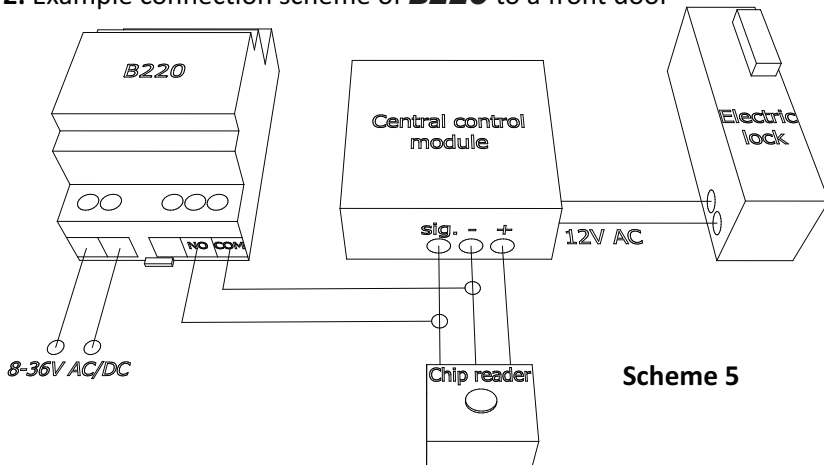 2. Example connection scheme of B220 to a front door
B220
Central control
module
Electric
lock
sig. - +
12V AC
NO COM
8-36V AC/DC
Chip reader
Scheme 5